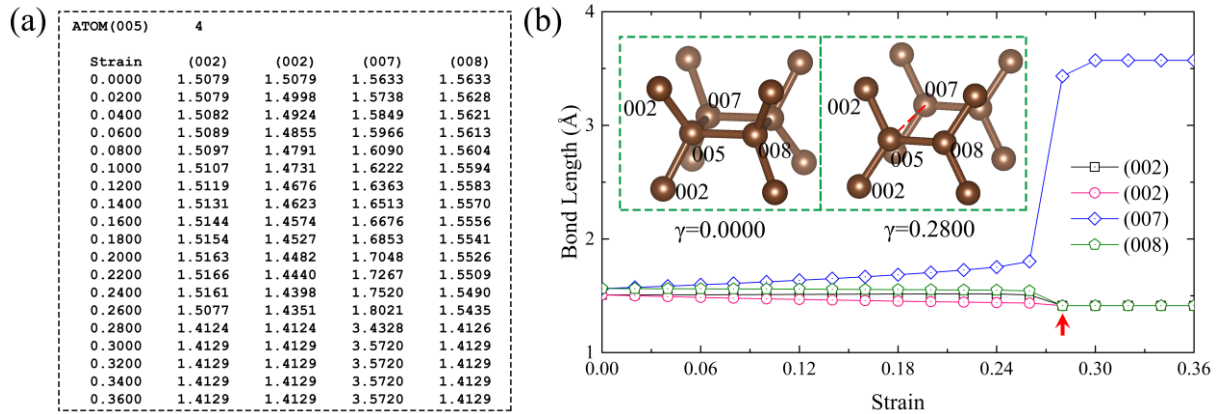 (a)
ATOM(005) 4
Strain (002) (002) (007) (008)
0.0000 1.5079 1.5079 1.5633 1.5633
0.0200 1.5079 1.4998 1.5738 1.5628
0.0400 1.5082 1.4924 1.5849 1.5621
0.0600 1.5089 1.4855 1.5966 1.5613
0.0800 1.5097 1.4791 1.6090 1.5604
0.1000 1.5107 1.4731 1.6222 1.5594
0.1200 1.5119 1.4676 1.6363 1.5583
0.1400 1.5131 1.4623 1.6513 1.5570
0.1600 1.5144 1.4574 1.6676 1.5556
0.1800 1.5154 1.4527 1.6853 1.5541
0.2000 1.5163 1.4482 1.7048 1.5526
0.2200 1.5166 1.4440 1.7267 1.5509
0.2400 1.5161 1.4398 1.7520 1.5490
0.2600 1.5077 1.4351 1.8021 1.5435
0.2800 1.4124 1.4124 3.4328 1.4126
0.3000 1.4129 1.4129 3.5720 1.4129
0.3200 1.4129 1.4129 3.5720 1.4129
0.3400 1.4129 1.4129 3.5720 1.4129
0.3600 1.4129 1.4129 3.5720 1.4129
(b)
Bond Length (Å)
4
3
2
1
002
007
005
008
002
γ=0.0000
002
007
005
008
002
γ=0.2800
(002)
(002)
(007)
(008)
0.00 0.06 0.12 0.18 0.24 0.30 0.36
Strain